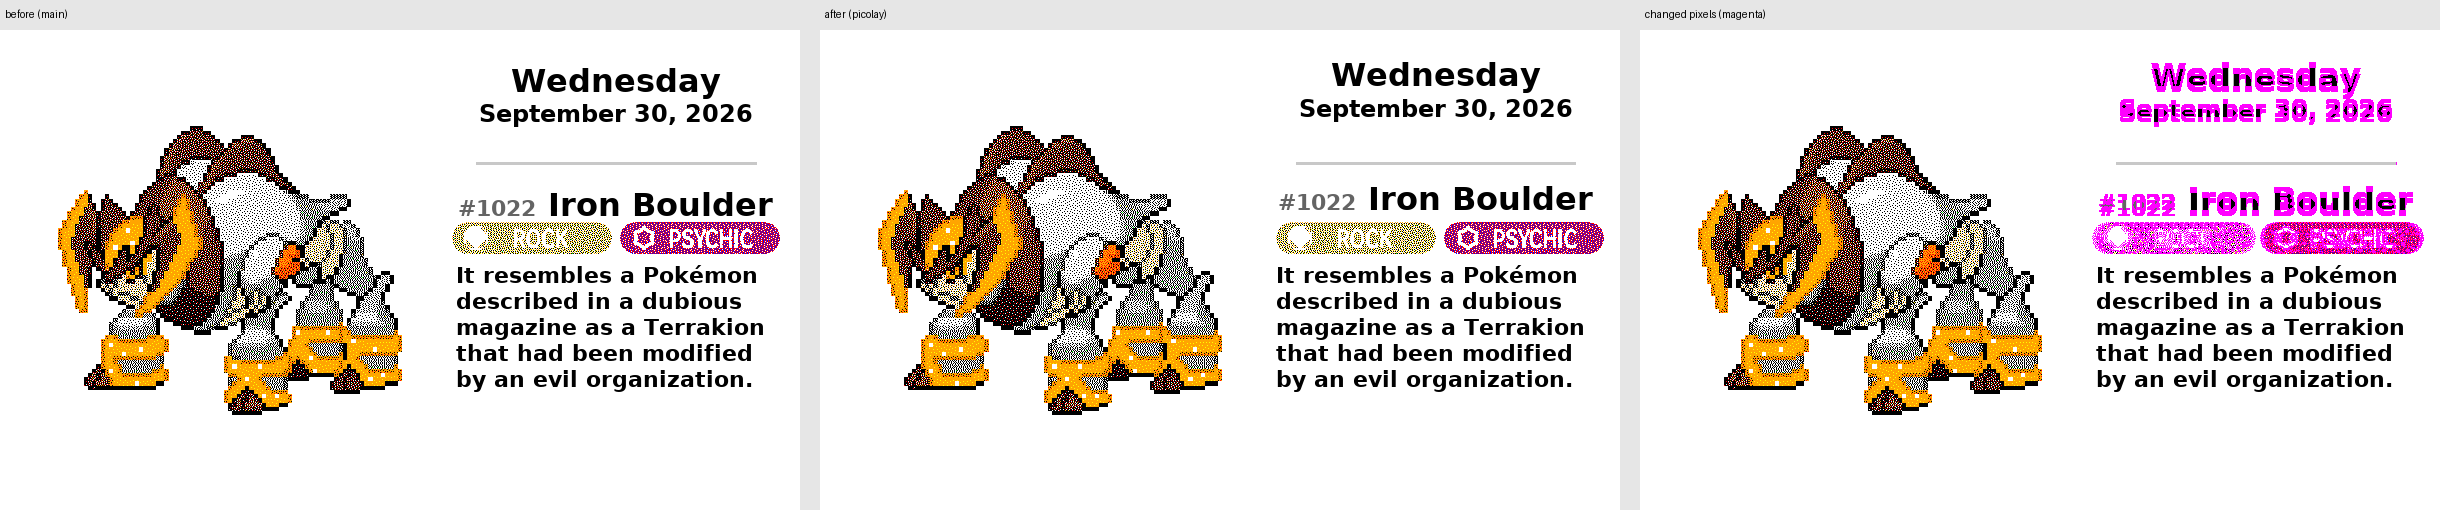 before (main)
Wednesday
September 30, 2026
#1022 Iron Boulder
ROCK PSYCHIC
It resembles a Pokémon
described in a dubious
magazine as a Terrakion
that had been modified
by an evil organization.
after (picolay)
Wednesday
September 30, 2026
#1022 Iron Boulder
ROCK PSYCHIC
It resembles a Pokémon
described in a dubious
magazine as a Terrakion
that had been modified
by an evil organization.
changed pixels (magenta)
Wednesday
September 30, 2026
#1022 Iron Boulder
PSYCHIC
It resembles a Pokémon
described in a dubious
magazine as a Terrakion
that had been modified
by an evil organization.